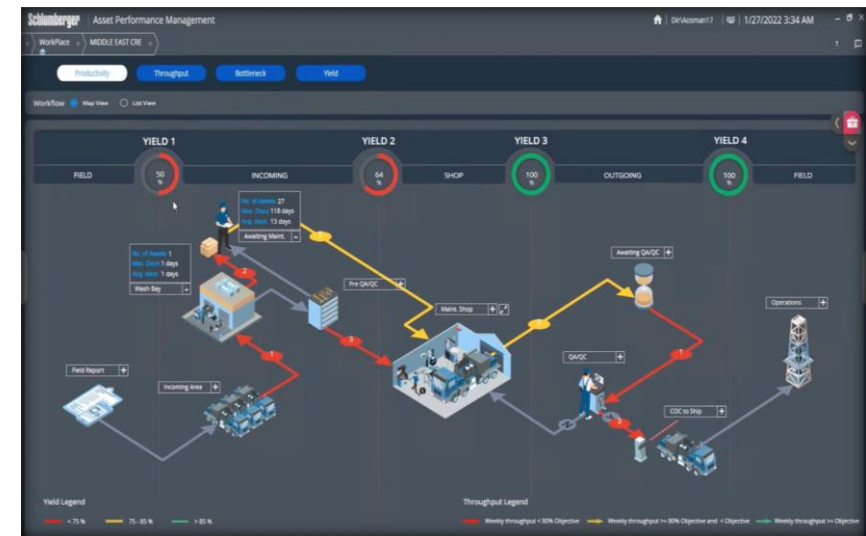 Schlumberger Asset Performance Management
1/27/2022 3:34 AM
WorkPlace MIDDLE EAST CRE
Productivity Throughput Bottleneck Yield
Workflow Map View List View
YIELD 1 YIELD 2 YIELD 3 YIELD 4
FIELD 50 % INCOMING 64 % SHOP 100 % OUTGOING 100 % FIELD
No. of Assets: 27
Max. Days 118 days
Avg. days: 13 days
Awaiting Maint. -
No. of Assets: 1
Max. Days 1 days
Avg. days: 1 days
Wash Bay -
Awaiting QA/QC +
Pre QA/QC +
Maint. Shop +
Operations +
QA/QC +
Field Report +
Incoming Area +
CDC to Ship +
Yield Legend
<75 % 75 - 85 % > 85 %
Throughput Legend
Weekly throughput < 80% Objective Weekly throughput >= 80% Objective and < Objective Weekly throughput >= Objective